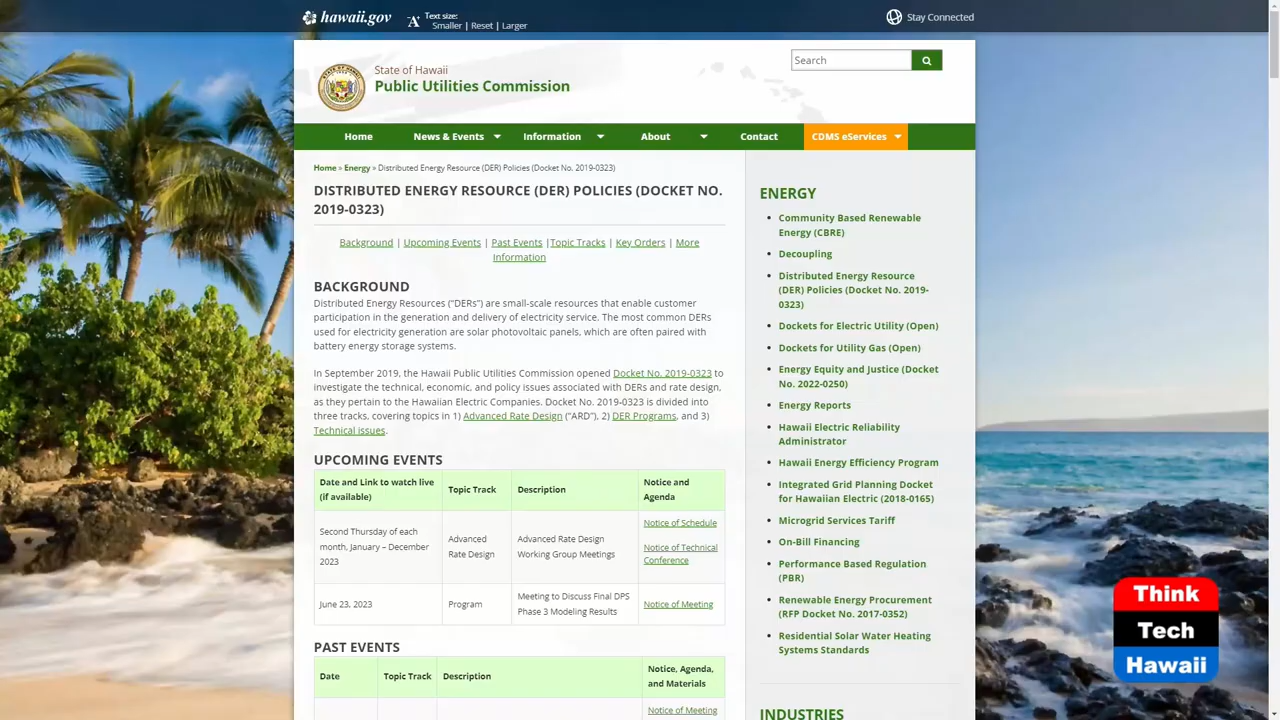 hawaii.gov
Text size:
Smaller | Reset | Larger
Stay Connected
State of Hawaii
Public Utilities Commission
Search
Home
News & Events
Information
About
Contact
CDMS eServices
Home » Energy » Distributed Energy Resource (DER) Policies (Docket No. 2019-0323)
DISTRIBUTED ENERGY RESOURCE (DER) POLICIES (DOCKET NO.
2019-0323)
Background | Upcoming Events | Past Events |Topic Tracks | Key Orders | More
Information
BACKGROUND
Distributed Energy Resources ("DERs") are small-scale resources that enable customer
participation in the generation and delivery of electricity service. The most common DERs
used for electricity generation are solar photovoltaic panels, which are often paired with
battery energy storage systems.
In September 2019, the Hawaii Public Utilities Commission opened Docket No. 2019-0323 to
investigate the technical, economic, and policy issues associated with DERs and rate design,
as they pertain to the Hawaiian Electric Companies. Docket No. 2019-0323 is divided into
three tracks, covering topics in 1) Advanced Rate Design ("ARD"), 2) DER Programs, and 3)
Technical issues.
UPCOMING EVENTS
Date and Link to watch live
(if available)
Topic Track
Description
Notice and
Agenda
Second Thursday of each
month, January – December
2023
Advanced
Rate Design
Advanced Rate Design
Working Group Meetings
Notice of Schedule
Notice of Technical
Conference
June 23, 2023
Program
Meeting to Discuss Final DPS
Phase 3 Modeling Results
Notice of Meeting
PAST EVENTS
Date
Topic Track
Description
Notice, Agenda,
and Materials
Notice of Meeting
ENERGY
Community Based Renewable
Energy (CBRE)
Decoupling
Distributed Energy Resource
(DER) Policies (Docket No. 2019-
0323)
Dockets for Electric Utility (Open)
Dockets for Utility Gas (Open)
Energy Equity and Justice (Docket
No. 2022-0250)
Energy Reports
Hawaii Electric Reliability
Administrator
Hawaii Energy Efficiency Program
Integrated Grid Planning Docket
for Hawaiian Electric (2018-0165)
Microgrid Services Tariff
On-Bill Financing
Performance Based Regulation
(PBR)
Renewable Energy Procurement
(RFP Docket No. 2017-0352)
Residential Solar Water Heating
Systems Standards
INDUSTRIES
Think
Tech
Hawaii